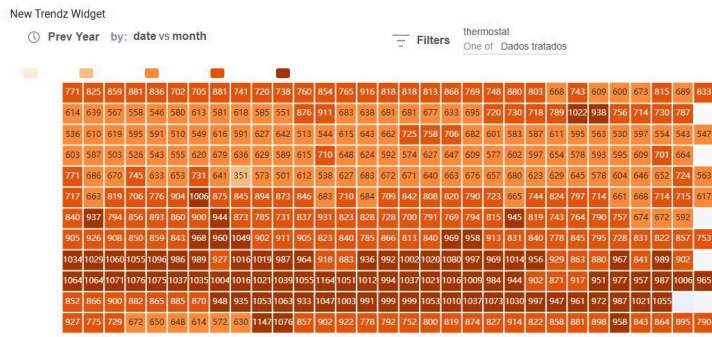 New Trendz Widget
Prev Year by: date vs month
Filters
thermostat
One of Dados tratados
771 825 859 881 836 702 705 881 741 720 738 760 854 765 916 818 818 813 868 769 748 880 803 668 743 609 600 673 815 689 833
614 639 567 558 546 580 613 581 618 585 551 876 911 683 638 681 681 677 633 695 720 730 718 789 1022 938 756 714 730 787
536 610 619 595 591 510 549 616 591 627 642 513 544 615 643 662 725 758 706 682 601 583 587 611 595 563 530 597 554 543 547
603 587 503 526 543 555 620 679 636 629 589 615 710 648 624 592 574 627 647 609 577 602 597 654 578 593 595 609 701 664
771 686 670 745 633 653 731 641 351 573 501 612 538 627 683 672 671 640 663 676 657 680 623 629 645 578 604 646 652 724 563
717 663 819 706 776 904 1006 875 845 894 873 846 683 710 684 709 842 808 820 790 723 665 744 824 797 714 661 668 714 715 617
840 937 794 856 893 860 900 944 873 785 731 837 931 823 828 728 700 791 769 794 815 945 819 743 764 790 757 674 672 592
905 926 908 850 859 843 968 960 1049 902 911 905 823 840 785 866 813 840 969 958 913 831 840 778 845 795 728 831 822 857 753
1034 1029 1060 1055 1096 986 989 927 1016 1019 987 964 918 883 936 992 1002 1020 1080 997 969 1014 956 929 863 880 967 841 989 902
1064 1064 1071 1076 1075 1037 1035 1004 1016 1021 1039 1055 1164 1051 1012 994 1037 1021 1016 1009 984 944 902 871 917 951 977 957 987 1006 965
852 866 900 882 865 885 870 948 935 1053 1063 933 1047 1003 991 999 999 1053 1010 1037 1073 1030 997 947 961 972 987 1021 1055
927 775 729 672 650 648 614 572 630 1147 1076 857 902 922 778 792 752 800 819 874 827 914 822 858 881 898 958 843 864 895 790